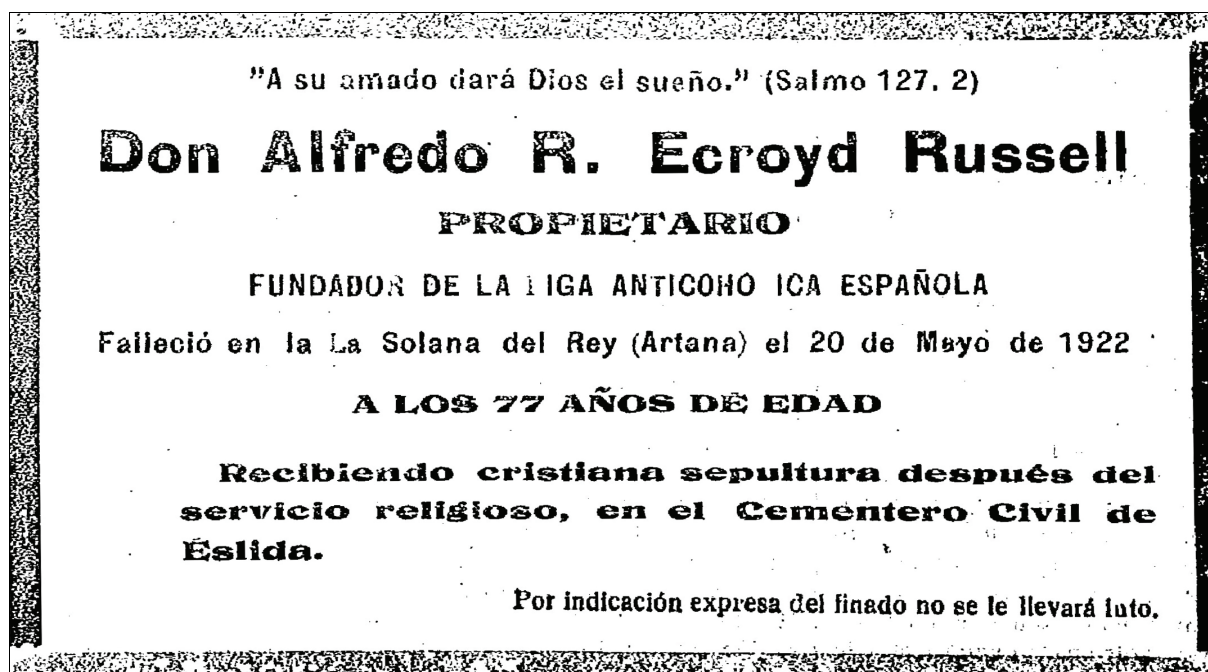 "A su amado dará Dios el sueño." (Salmo 127. 2)
Don Alfredo R. Ecroyd Russell
PROPIETARIO
FUNDADOR DE LA LIGA ANTICOHO ICA ESPAÑOLA
Falleció en la La Solana del Rey (Artana) el 20 de Mayo de 1922
A LOS 77 AÑOS DE EDAD
Recibiendo cristiana sepultura después del
servicio religioso, en el Cementero Civil de
Eslida.
Por indicación expresa del finado no se le llevará luto.